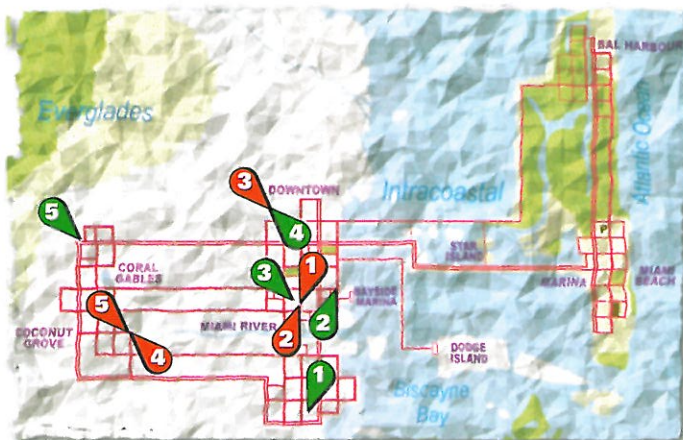 BAL HARBOUR
Everglades
Atlantic Ocean
3
DOWNTOWN
Intracoastal
5
4
P
STAR
ISLAND
1
CORAL
GABLES
3
MIAMI
BEACH
MARINA
BAYSIDE
MARINA
5
2
MIAMI RIVER
2
COCONUT
GROVE
4
DODGE
ISLAND
1
Biscayne
Bay